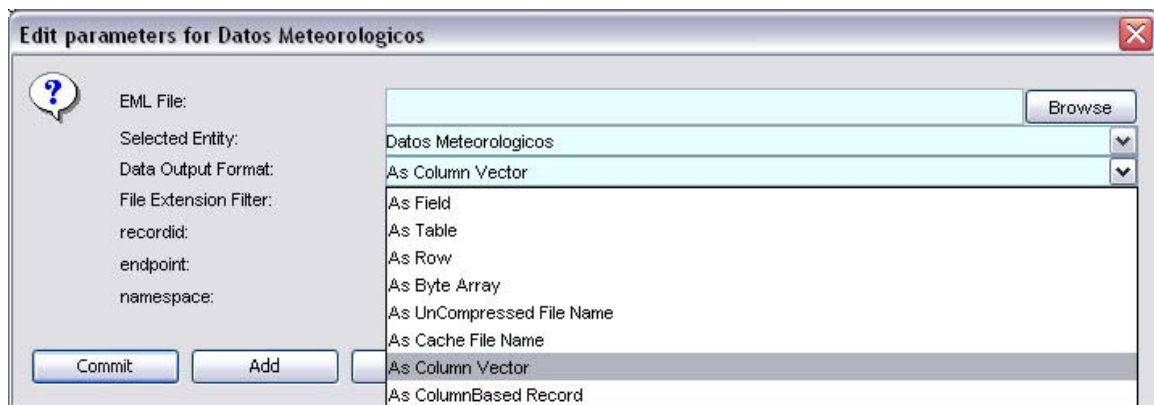 Edit parameters for Datos Meteorologicos
?
EML File:
Browse
Selected Entity:
Datos Meteorologicos
Data Output Format:
As Column Vector
File Extension Filter:
As Field
recordid:
As Table
endpoint:
As Row
namespace:
As Byte Array
As UnCompressed File Name
As Cache File Name
As Column Vector
As ColumnBased Record
Commit
Add